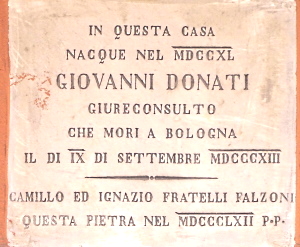 IN QUESTA CASA
NACQUE NEL MDCCXL
GIOVANNI DONATI
GIURECONSULTO
CHE MORI A BOLOGNA
IL DI IX DI SETTEMBRE MDCCCXIII
CAMILLO ED IGNAZIO FRATELLI FALZONI
QUESTA PIETRA NEL MDCCCLXII P·P·